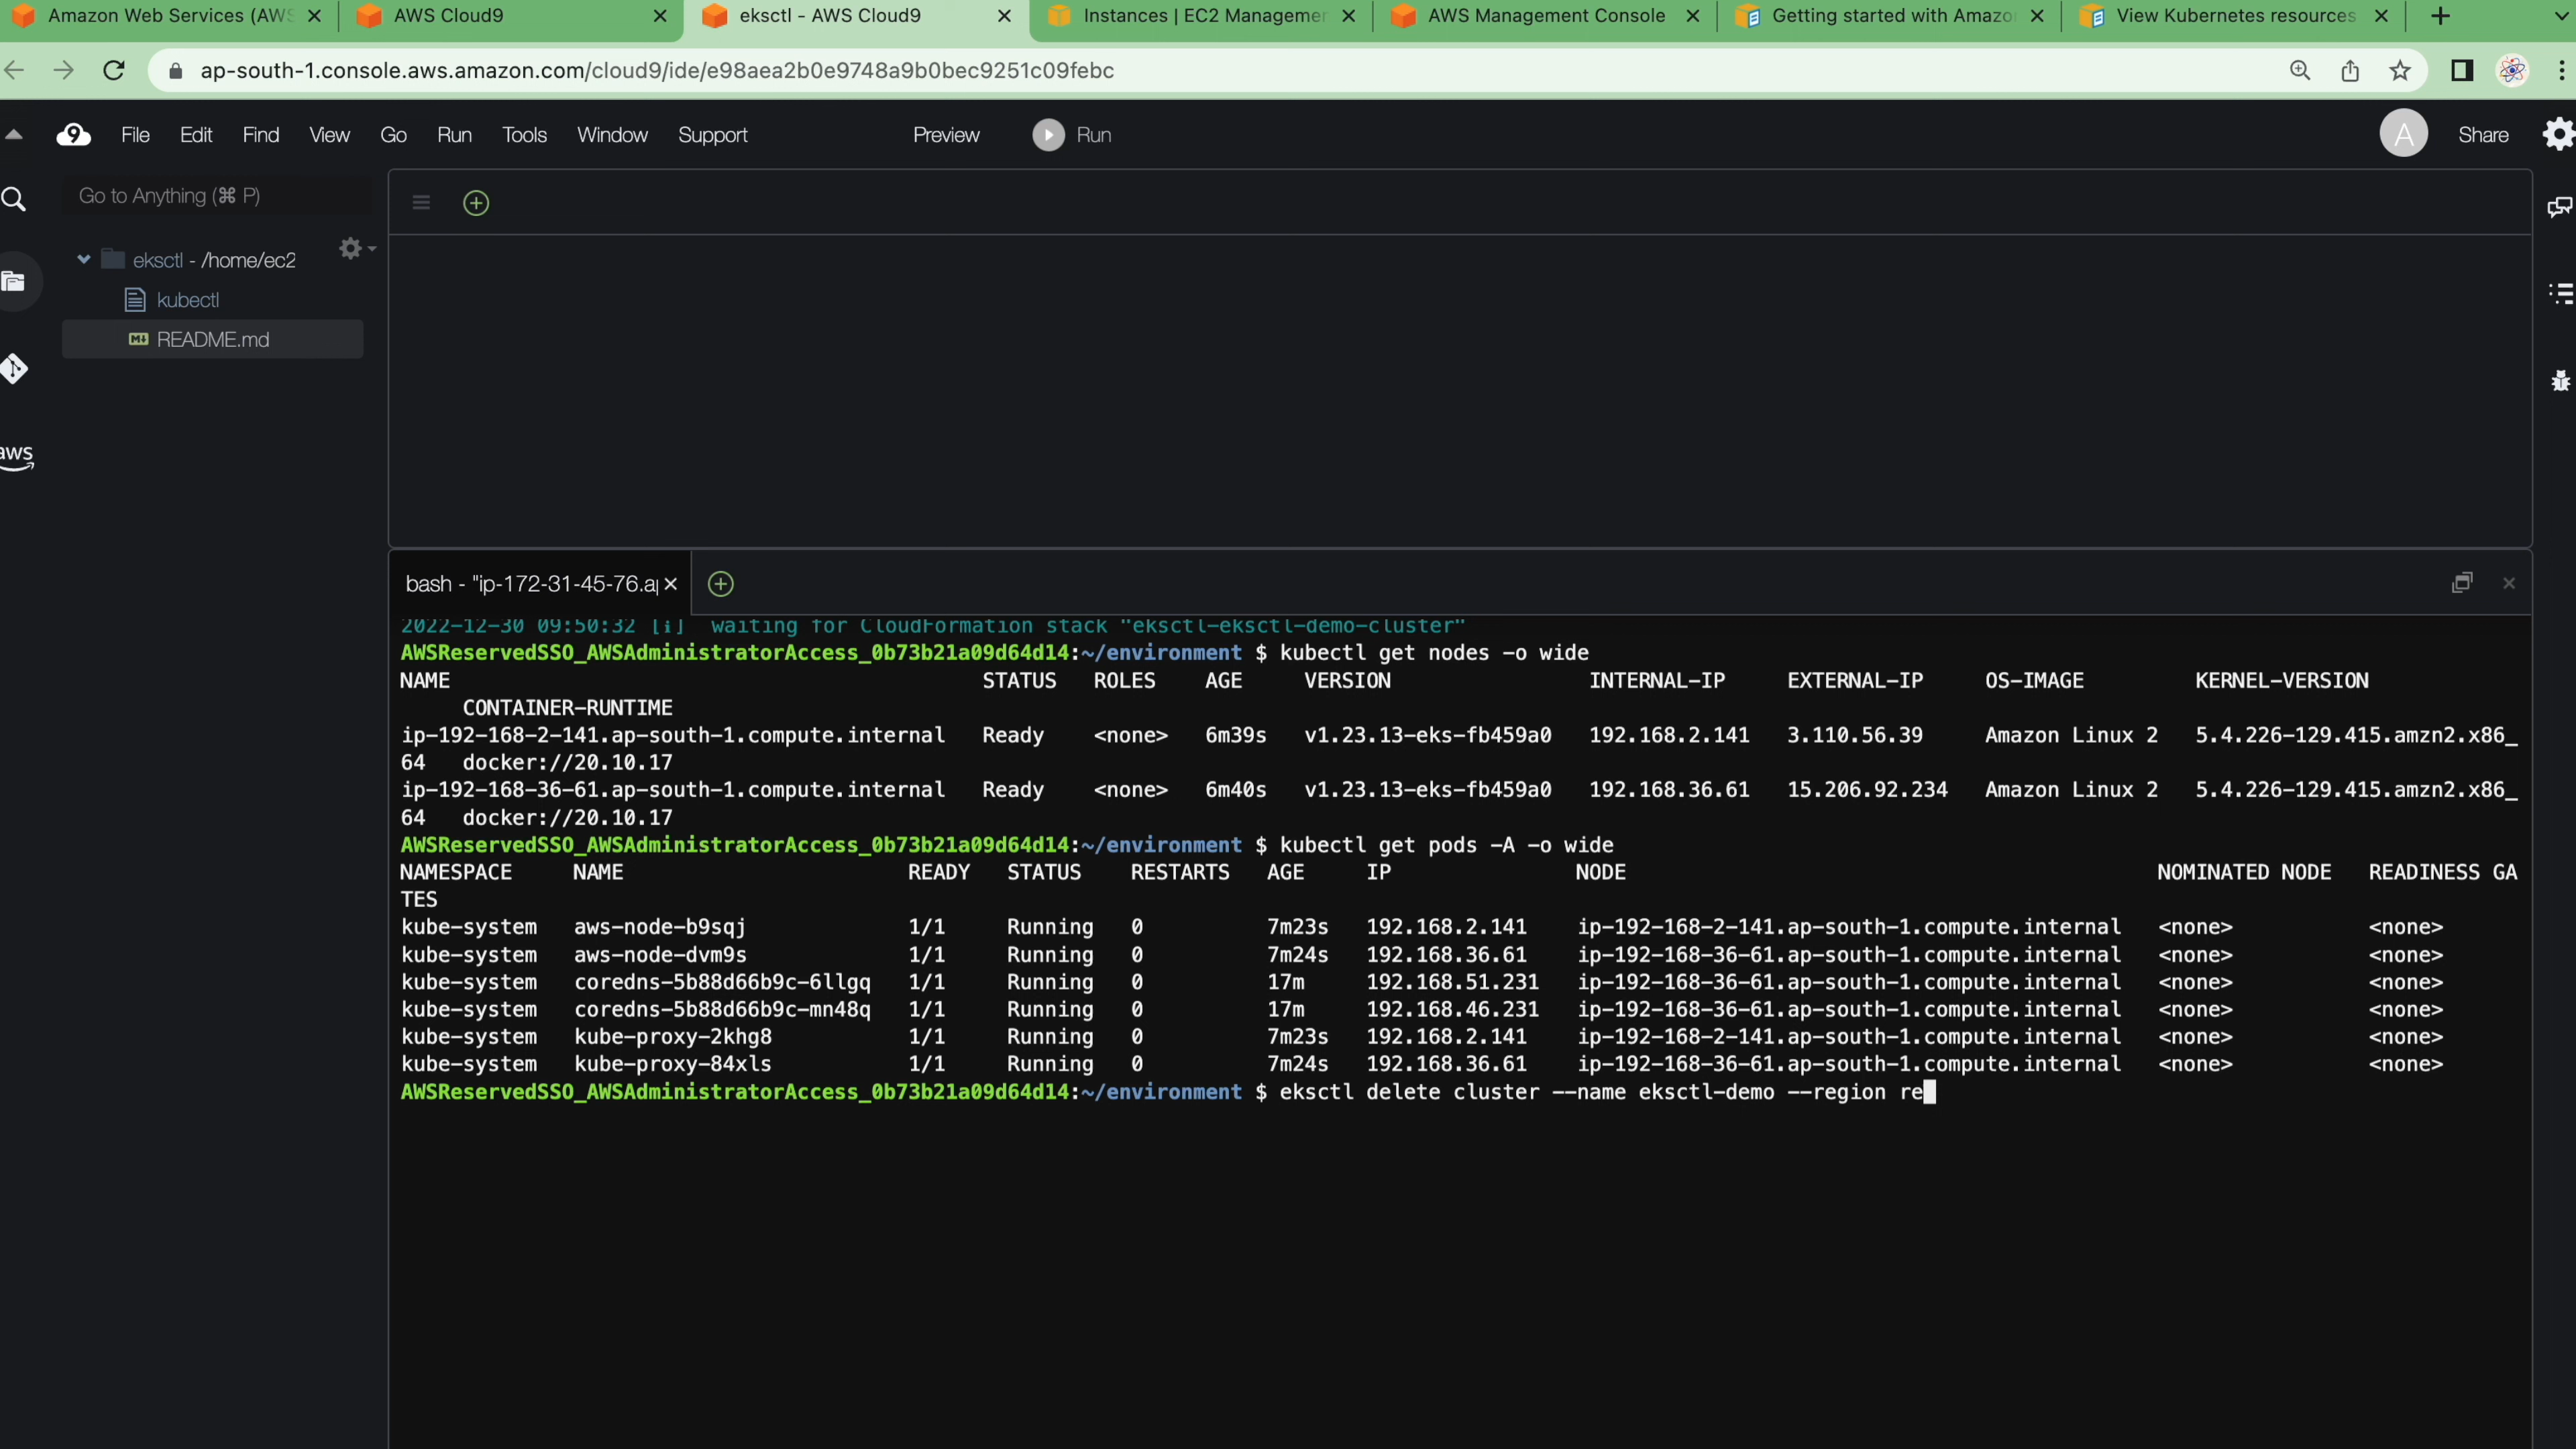 Amazon Web Services (AWS
AWS Cloud9
eksctl - AWS Cloud9
Instances | EC2 Managemen
AWS Management Console
Getting started with Amazo
View Kubernetes resources
ap-south-1.console.aws.amazon.com/cloud9/ide/e98aea2b0e9748a9b0bec9251c09febc
9 File Edit Find View Go Run Tools Window Support Preview Run A Share
Go to Anything (⌘ P)
eksctl - /home/ec2
kubectl
README.md
aws
bash - "ip-172-31-45-76.ap
2022-12-30 09:50:32 [ℹ]  waiting for CloudFormation stack "eksctl-eksctl-demo-cluster"
AWSReservedSSO_AWSAdministratorAccess_0b73b21a09d64d14:~/environment $ kubectl get nodes -o wide
NAME STATUS ROLES AGE VERSION INTERNAL-IP EXTERNAL-IP OS-IMAGE KERNEL-VERSION
CONTAINER-RUNTIME
ip-192-168-2-141.ap-south-1.compute.internal Ready <none> 6m39s v1.23.13-eks-fb459a0 192.168.2.141 3.110.56.39 Amazon Linux 2 5.4.226-129.415.amzn2.x86_
64 docker://20.10.17
ip-192-168-36-61.ap-south-1.compute.internal Ready <none> 6m40s v1.23.13-eks-fb459a0 192.168.36.61 15.206.92.234 Amazon Linux 2 5.4.226-129.415.amzn2.x86_
64 docker://20.10.17
AWSReservedSSO_AWSAdministratorAccess_0b73b21a09d64d14:~/environment $ kubectl get pods -A -o wide
NAMESPACE NAME READY STATUS RESTARTS AGE IP NODE NOMINATED NODE READINESS GA
TES
kube-system aws-node-b9sqj 1/1 Running 0 7m23s 192.168.2.141 ip-192-168-2-141.ap-south-1.compute.internal <none> <none>
kube-system aws-node-dvm9s 1/1 Running 0 7m24s 192.168.36.61 ip-192-168-36-61.ap-south-1.compute.internal <none> <none>
kube-system coredns-5b88d66b9c-6llgq 1/1 Running 0 17m 192.168.51.231 ip-192-168-36-61.ap-south-1.compute.internal <none> <none>
kube-system coredns-5b88d66b9c-mn48q 1/1 Running 0 17m 192.168.46.231 ip-192-168-36-61.ap-south-1.compute.internal <none> <none>
kube-system kube-proxy-2khg8 1/1 Running 0 7m23s 192.168.2.141 ip-192-168-2-141.ap-south-1.compute.internal <none> <none>
kube-system kube-proxy-84xls 1/1 Running 0 7m24s 192.168.36.61 ip-192-168-36-61.ap-south-1.compute.internal <none> <none>
AWSReservedSSO_AWSAdministratorAccess_0b73b21a09d64d14:~/environment $ eksctl delete cluster --name eksctl-demo --region re